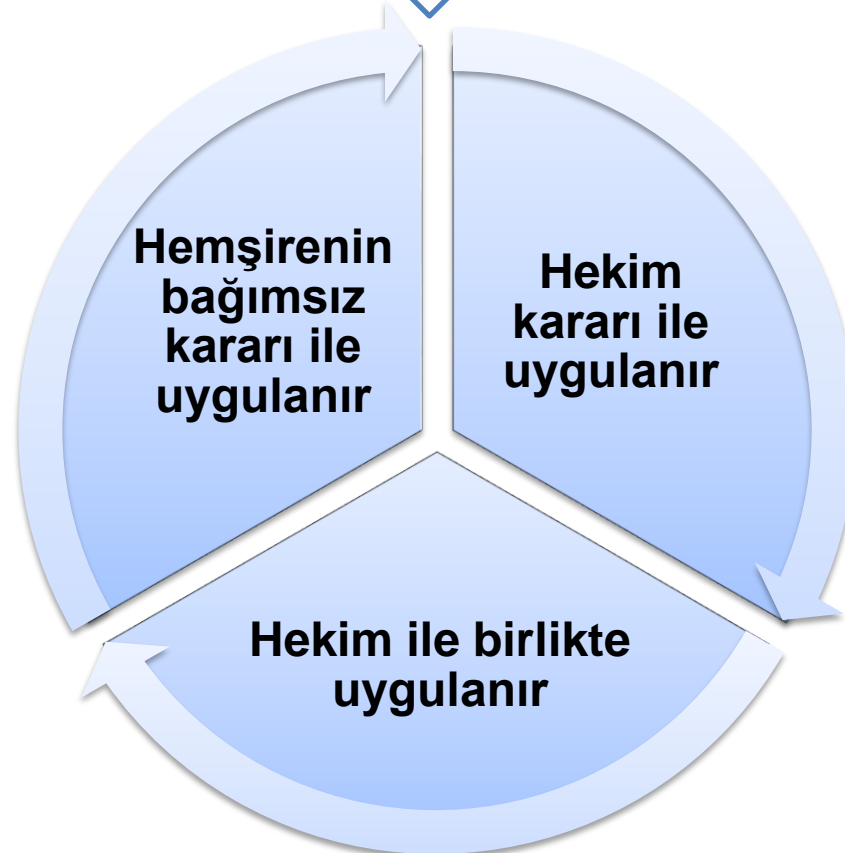 Hemşirenin
bağımsız
kararı ile
uygulanır
Hekim
kararı ile
uygulanır
Hekim ile birlikte
uygulanır